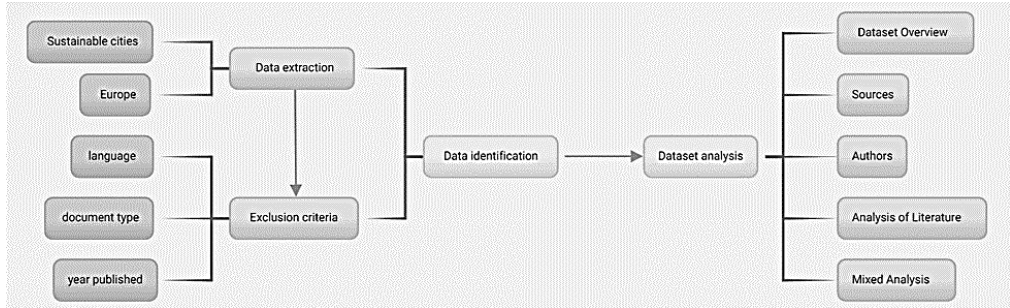 Sustainable cities
Europe
language
document type
year published
Data extraction
Exclusion criteria
Data identification
Dataset analysis
Dataset Overview
Sources
Authors
Analysis of Literature
Mixed Analysis